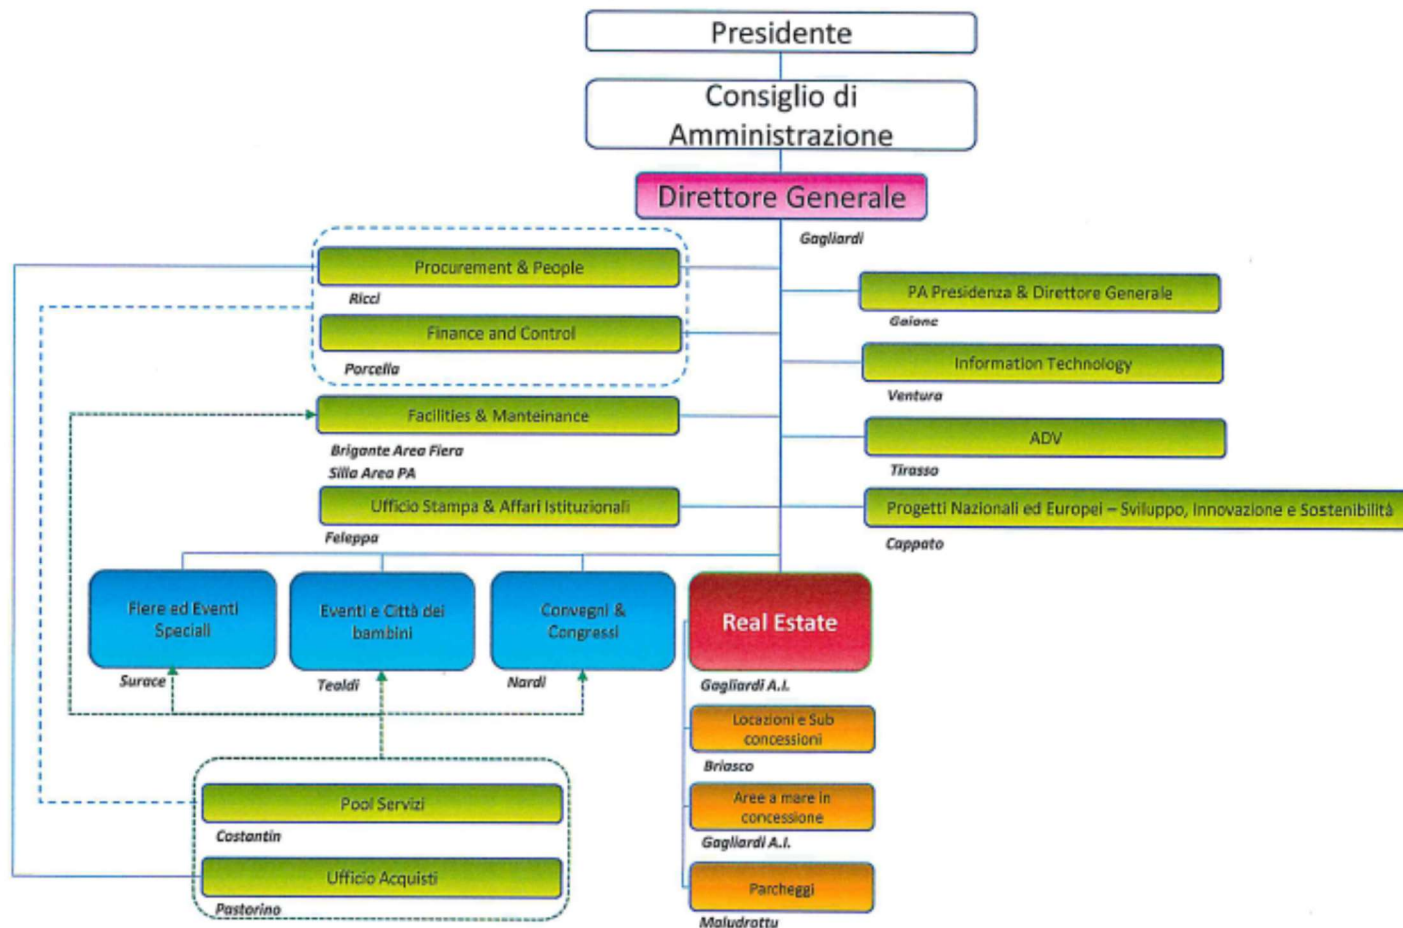 Presidente
Consiglio di
Amministrazione
Direttore Generale
Gagliardi
Procurement & People
Ricci
Finance and Control
Porcella
Facilities & Manteinance
Brigante Area Fiera
Silla Area PA
Ufficio Stampa & Affari Istituzionali
Feleppa
PA Presidenza & Direttore Generale
Gaione
Information Technology
Ventura
ADV
Tirasso
Progetti Nazionali ed Europei – Sviluppo, Innovazione e Sostenibilità
Cappato
Fiere ed Eventi
Speciali
Surace
Eventi e Città dei
bambini
Tealdi
Convegni &
Congressi
Nardi
Real Estate
Gagliardi A.I.
Locazioni e Sub
concessioni
Briasco
Aree a mare in
concessione
Gagliardi A.I.
Parcheggi
Maludrottu
Pool Servizi
Costantin
Ufficio Acquisti
Pastorino